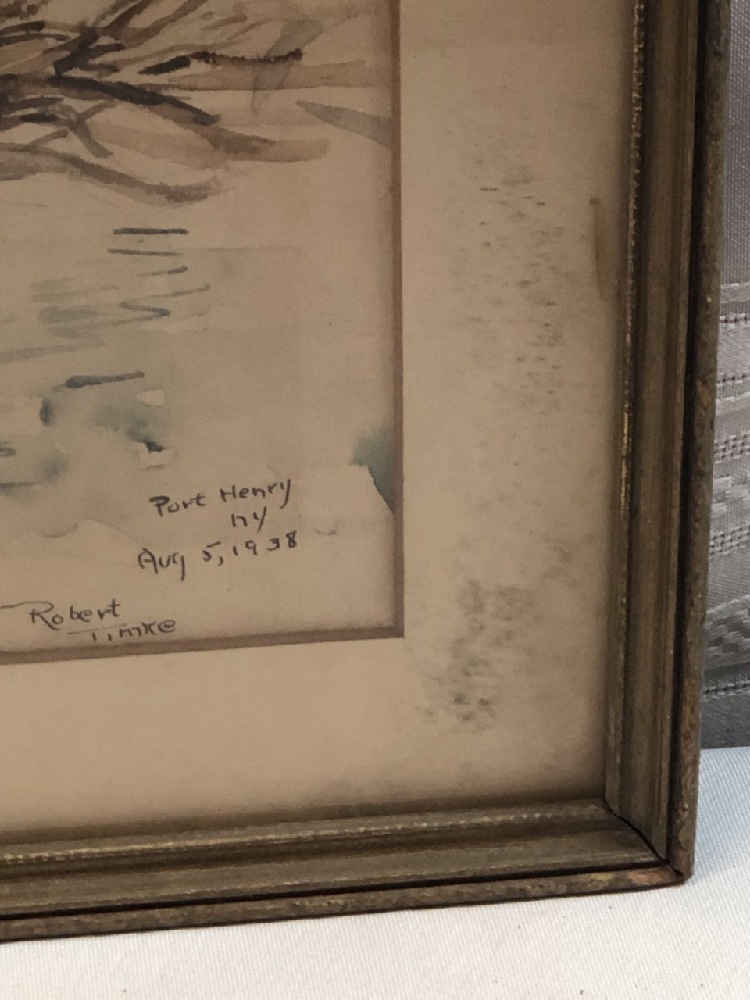 Port Henry
ny
Aug 5, 1938
Robert
Timke